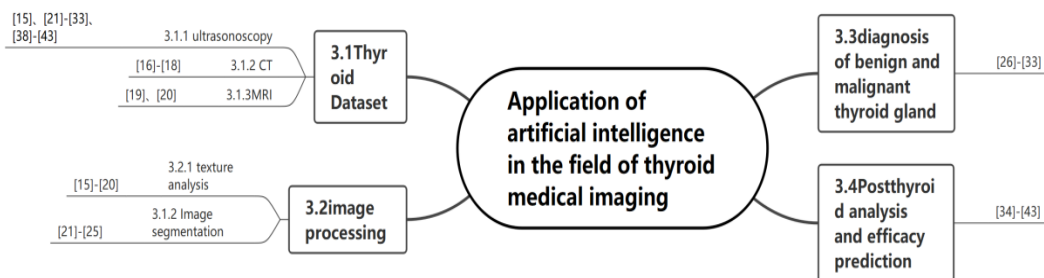 [15]、[21]-[33]、
[38]-[43]
3.1.1 ultrasonoscopy
[16]-[18]
3.1.2 CT
[19]、[20]
3.1.3MRI
3.1Thyr
oid
Dataset
[15]-[20]
3.2.1 texture
analysis
[21]-[25]
3.1.2 Image
segmentation
3.2image
processing
Application of
artificial intelligence
in the field of thyroid
medical imaging
3.3diagnosis
of benign and
malignant
thyroid gland
[26]-[33]
3.4Postthyroi
d analysis
and efficacy
prediction
[34]-[43]